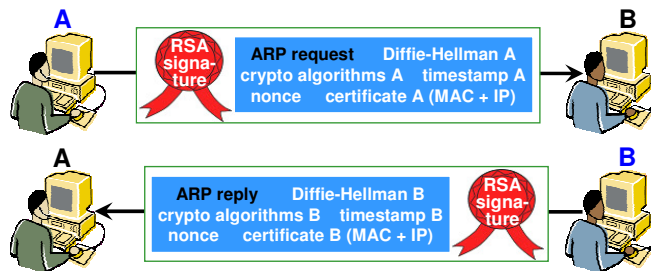 A
B
RSA
signa-
ture
ARP request Diffie-Hellman A
crypto algorithms A timestamp A
nonce certificate A (MAC + IP)
A
B
ARP reply Diffie-Hellman B
crypto algorithms B timestamp B
nonce certificate B (MAC + IP)
RSA
signa-
ture